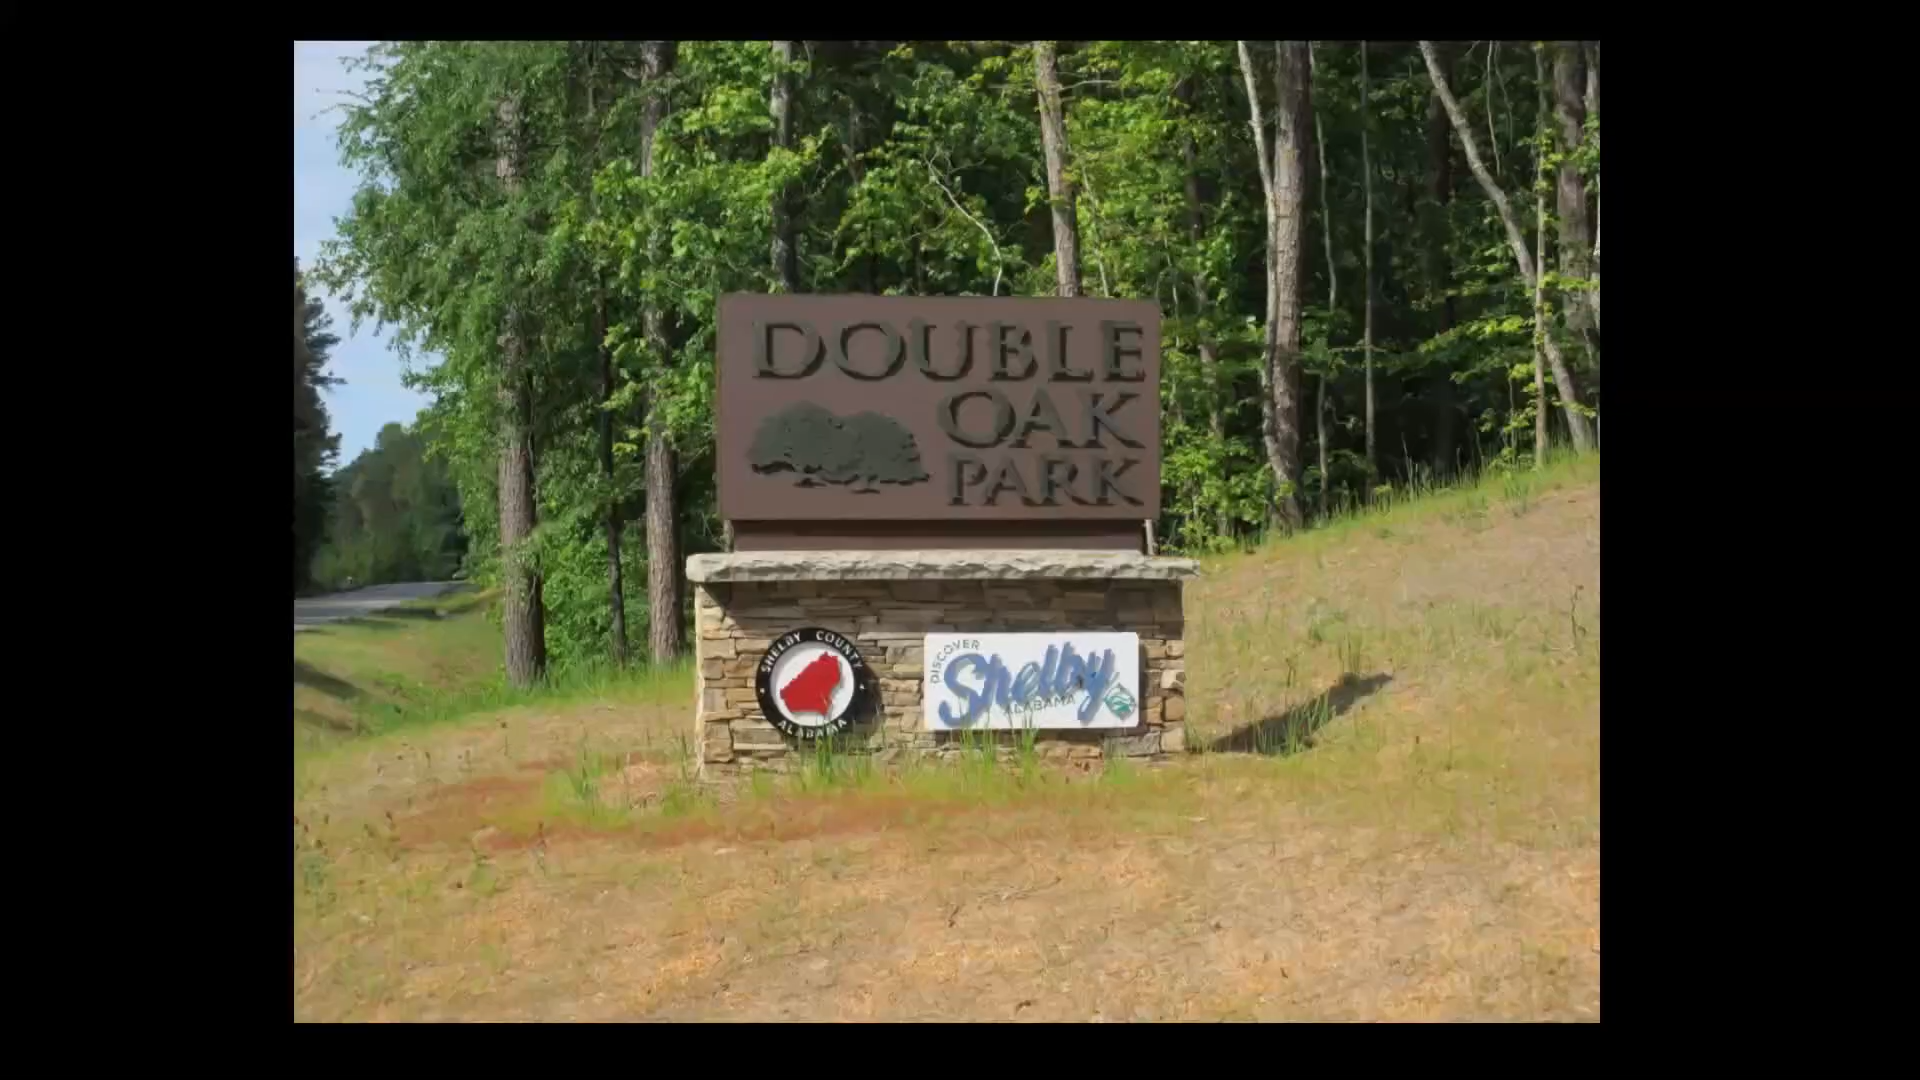 DOUBLE
OAK
PARK
SHELBY COUNTY
ALABAMA
DISCOVER
Shelby
ALABAMA